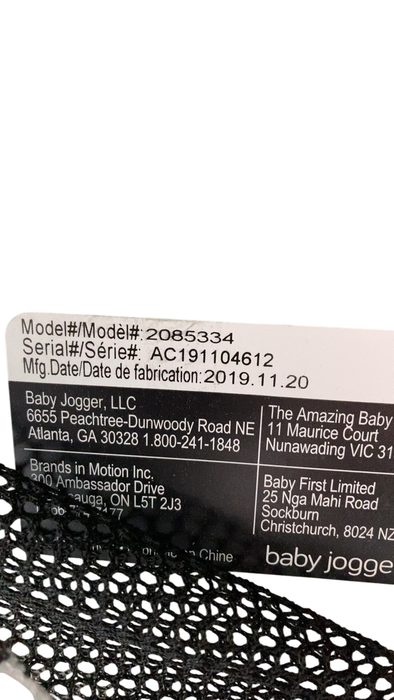 Model#/Modèl#: 2085334
Serial#/Série#: AC191104612
Mfg.Date/Date de fabrication: 2019.11.20
Baby Jogger, LLC
6655 Peachtree-Dunwoody Road NE
Atlanta, GA 30328 1.800-241-1848
The Amazing Baby
11 Maurice Court
Nunawading VIC 31
Brands in Motion Inc.
300 Ambassador Drive
ON L5T 2J3
Baby First Limited
25 Nga Mahi Road
Sockburn
Christchurch, 8024 NZ
Chine
baby jogge